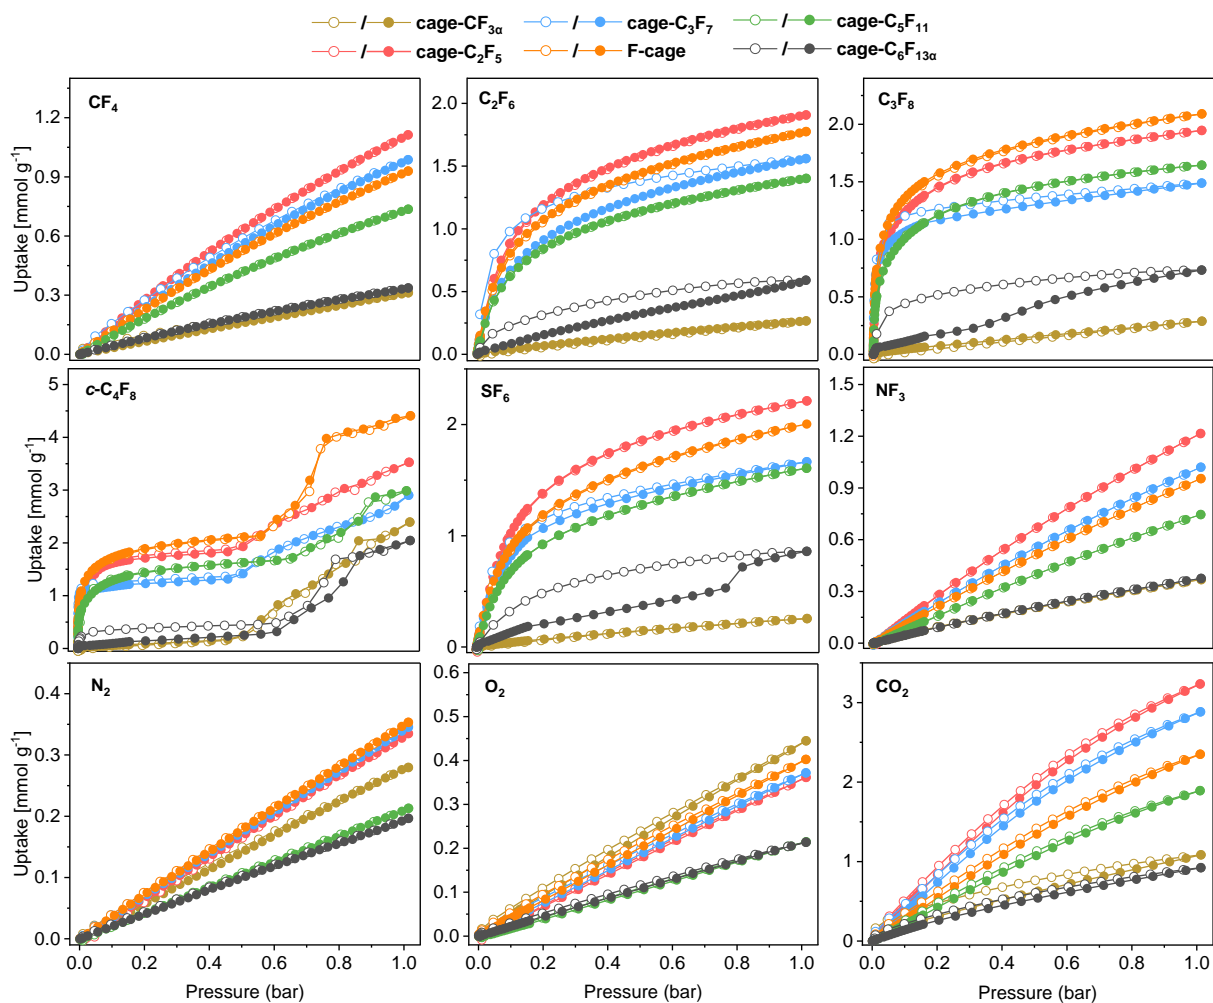 / cage-CF3α / cage-C3F7 / cage-C5F11
/ cage-C2F5 / F-cage / cage-C6F13α
CF4
C2F6
C3F8
Uptake [mmol g-1]
1.2
0.9
0.6
0.3
0.0
2.0
1.5
1.0
0.5
0.0
2.0
1.5
1.0
0.5
0.0
c-C4F8
SF6
NF3
Uptake [mmol g-1]
5
4
3
2
1
0
2
1
0
1.5
1.2
0.9
0.6
0.3
0.0
N2
O2
CO2
Uptake [mmol g-1]
0.4
0.3
0.2
0.1
0.0
0.6
0.5
0.4
0.3
0.2
0.1
0.0
3
2
1
0
0.0 0.2 0.4 0.6 0.8 1.0
0.0 0.2 0.4 0.6 0.8 1.0
0.0 0.2 0.4 0.6 0.8 1.0
Pressure (bar)
Pressure (bar)
Pressure (bar)